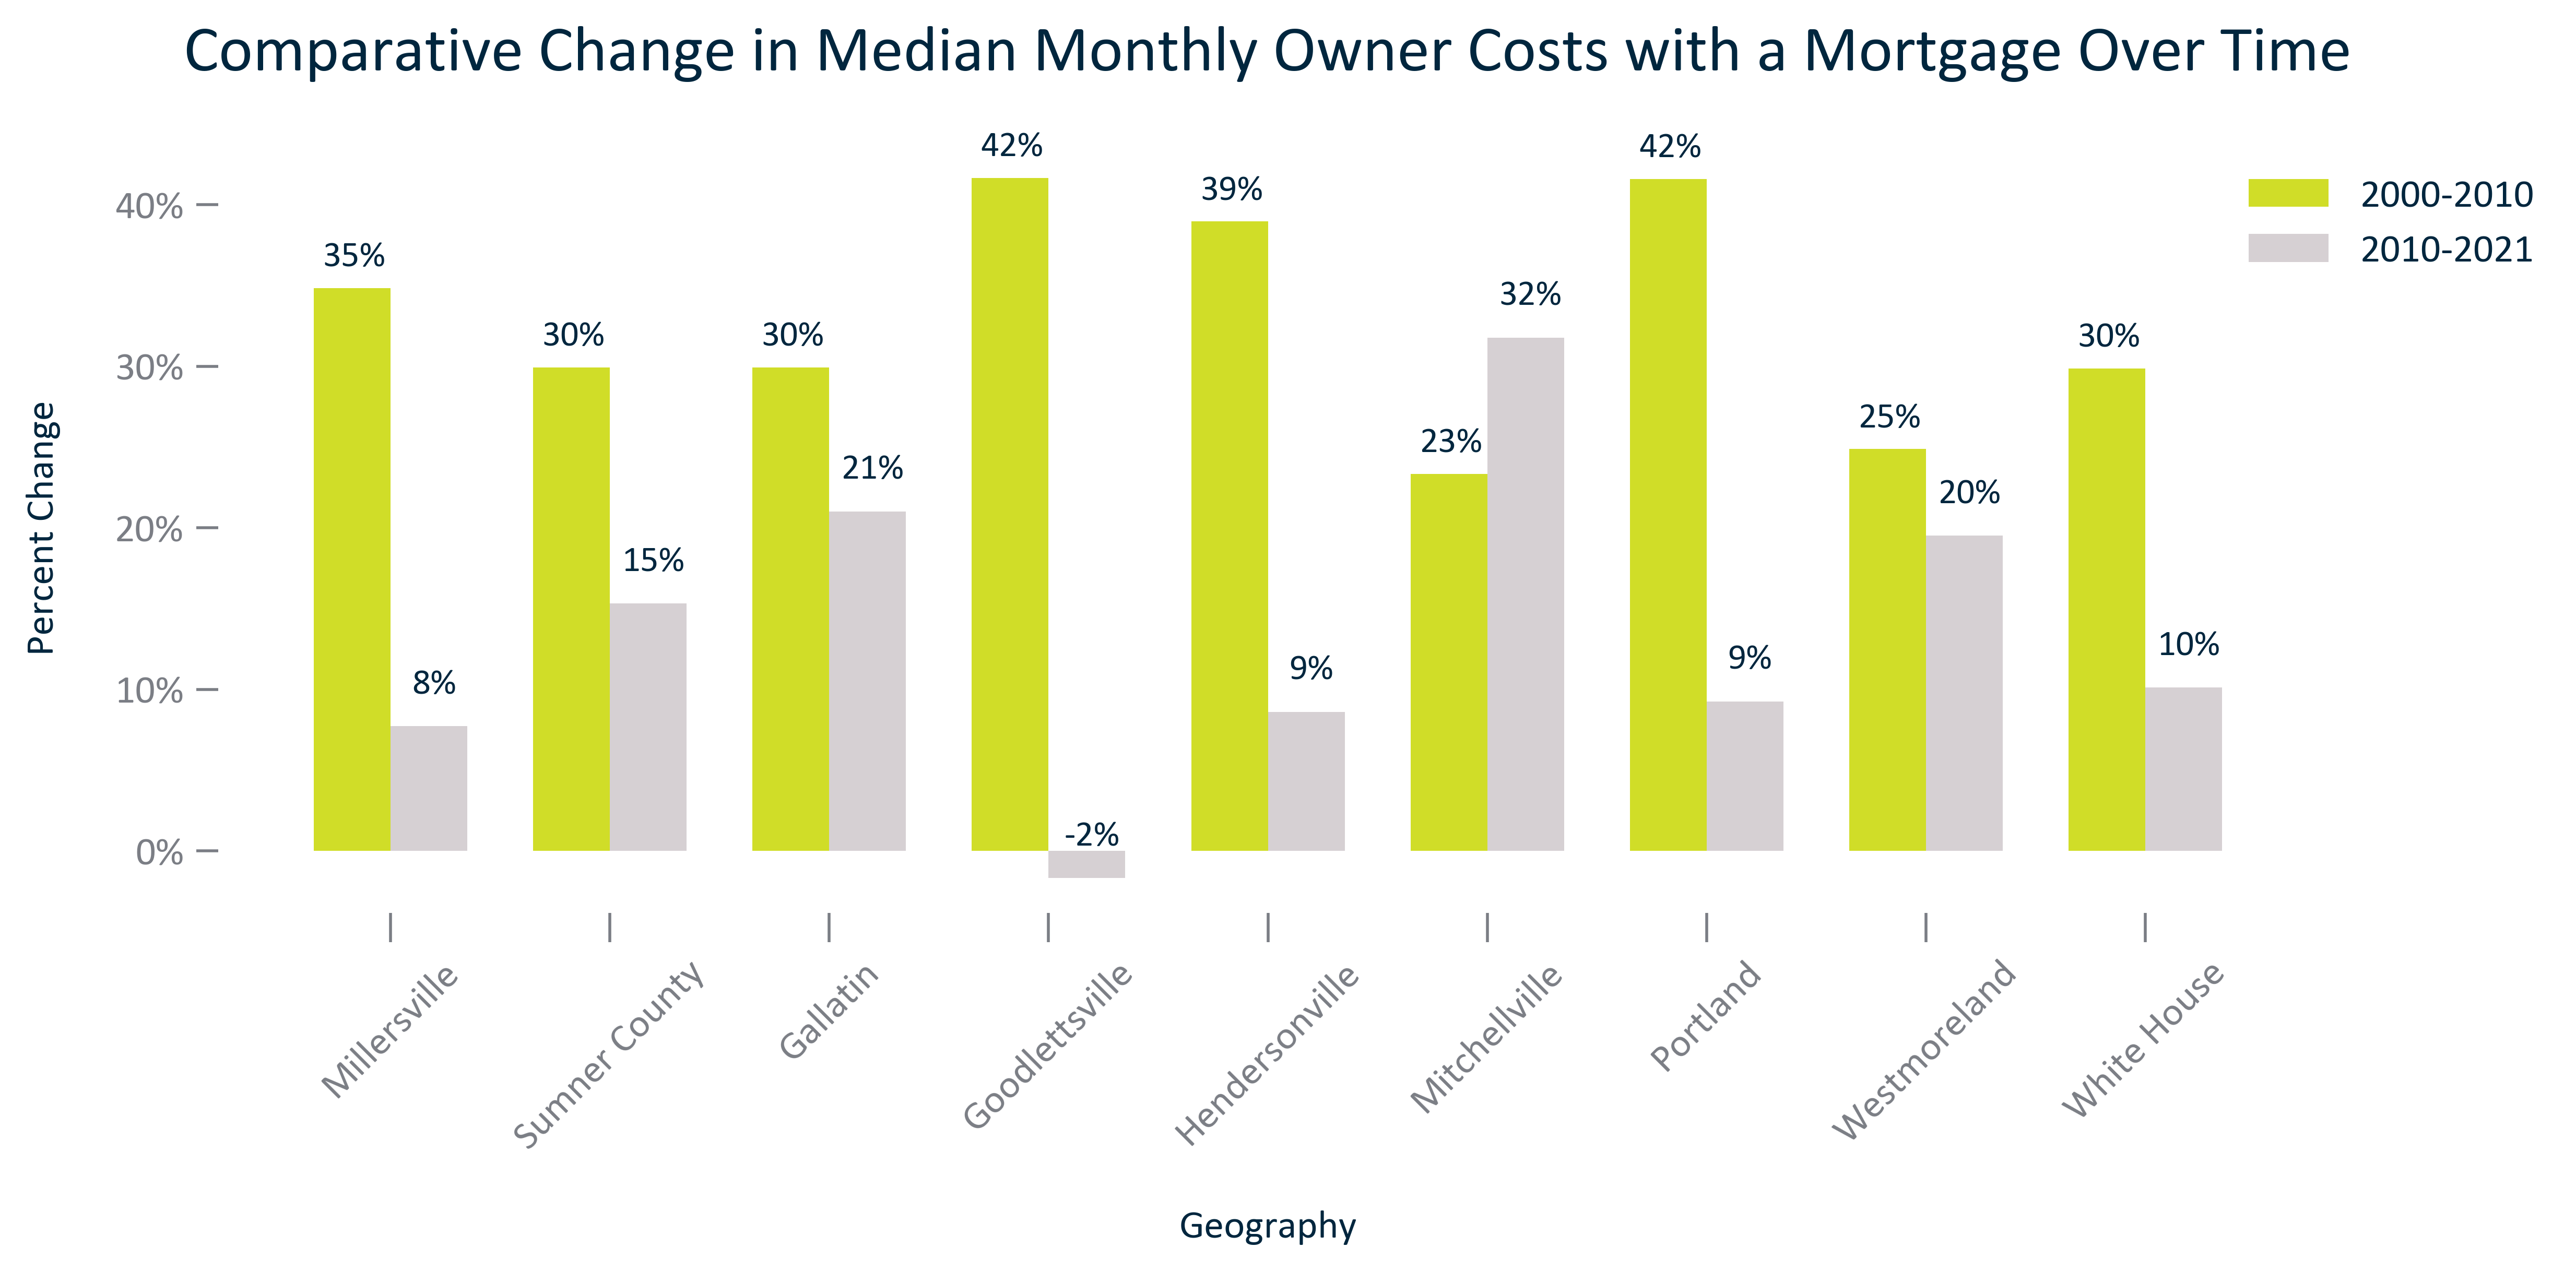 Comparative Change in Median Monthly Owner Costs with a Mortgage Over Time
2000-2010
2010-2021
Percent Change
40%
30%
20%
10%
0%
35%
8%
30%
15%
30%
21%
42%
-2%
39%
9%
23%
32%
42%
9%
25%
20%
30%
10%
Millersville
Sumner County
Gallatin
Goodlettsville
Hendersonville
Mitchellville
Portland
Westmoreland
White House
Geography